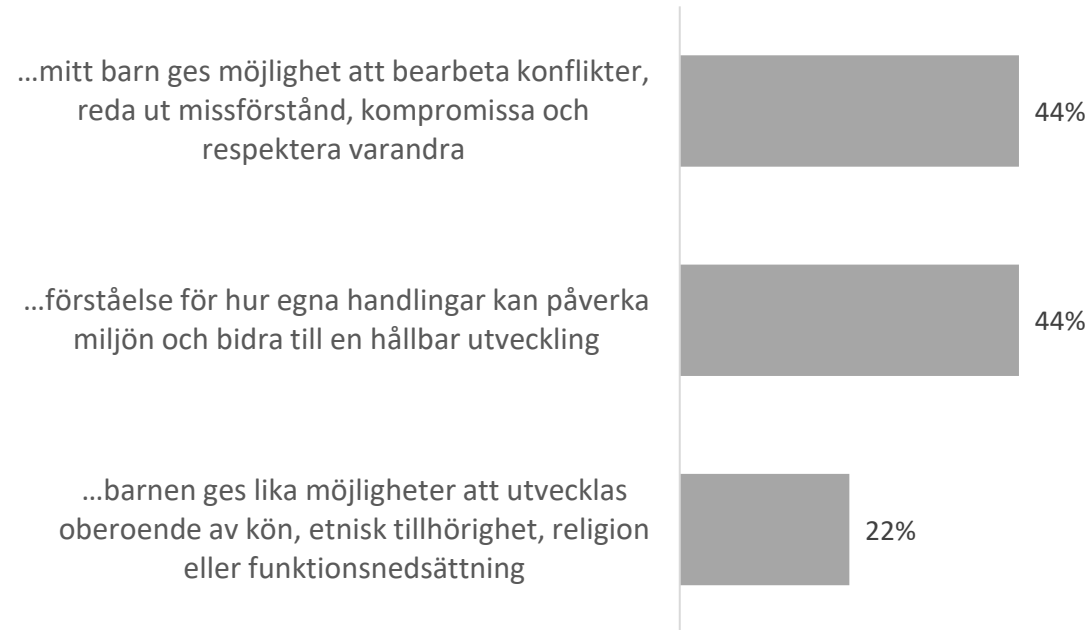 …mitt barn ges möjlighet att bearbeta konflikter,
reda ut missförstånd, kompromissa och
respektera varandra
44%
…förståelse för hur egna handlingar kan påverka
miljön och bidra till en hållbar utveckling
44%
…barnen ges lika möjligheter att utvecklas
oberoende av kön, etnisk tillhörighet, religion
eller funktionsnedsättning
22%